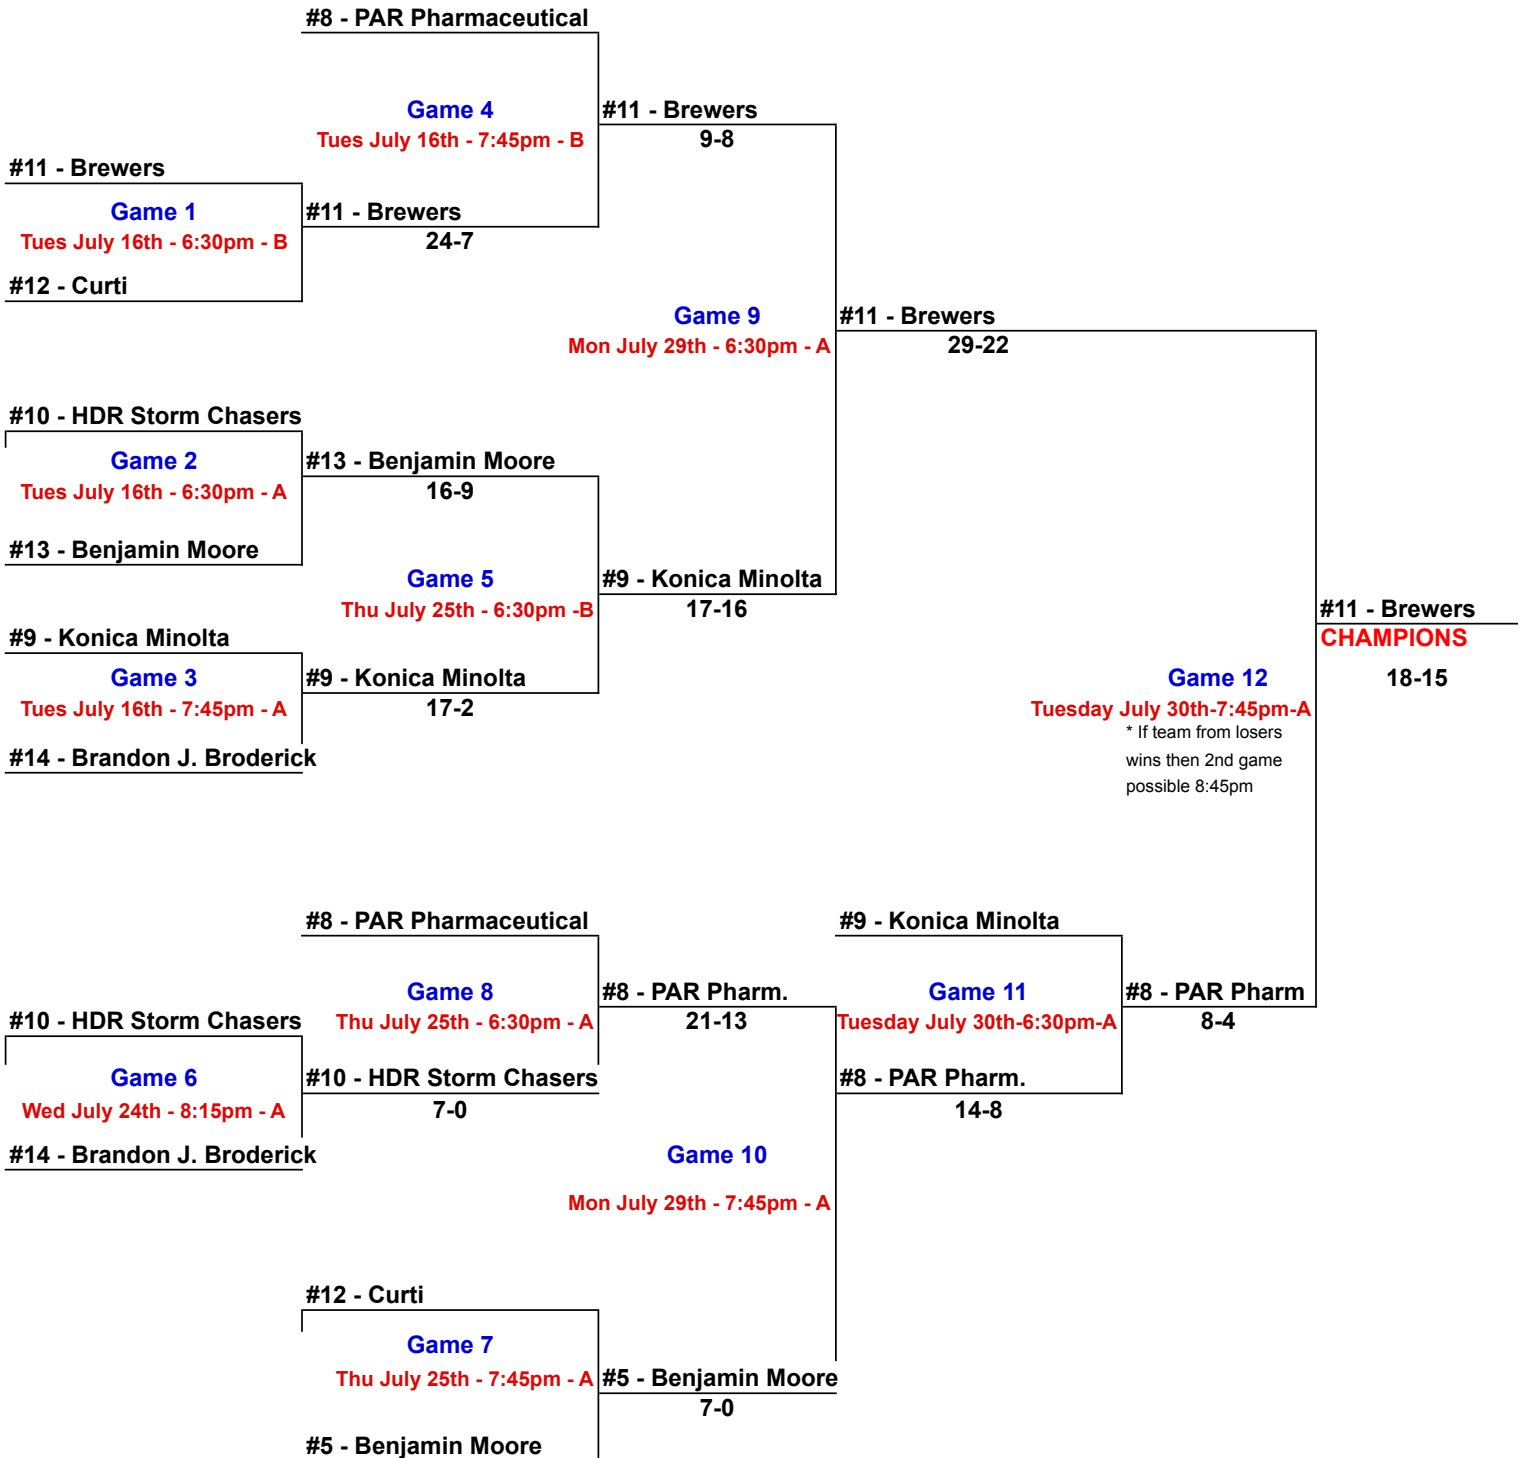 #8 - PAR Pharmaceutical
Game 4
#11 - Brewers
Tues July 16th - 7:45pm - B
9-8
#11 - Brewers
Game 1
#11 - Brewers
Tues July 16th - 6:30pm - B
24-7
#12 - Curti
Game 9
#11 - Brewers
Mon July 29th - 6:30pm - A
29-22
#10 - HDR Storm Chasers
Game 2
#13 - Benjamin Moore
Tues July 16th - 6:30pm - A
16-9
#13 - Benjamin Moore
Game 5
#9 - Konica Minolta
Thu July 25th - 6:30pm -B
17-16
#11 - Brewers
#9 - Konica Minolta
CHAMPIONS
Game 3
#9 - Konica Minolta
Game 12
18-15
Tues July 16th - 7:45pm - A
17-2
Tuesday July 30th-7:45pm-A
* If team from losers
wins then 2nd game
possible 8:45pm
#14 - Brandon J. Broderick
#8 - PAR Pharmaceutical
#9 - Konica Minolta
Game 8
#8 - PAR Pharm.
Game 11
#8 - PAR Pharm
#10 - HDR Storm Chasers
Thu July 25th - 6:30pm - A
21-13
Tuesday July 30th-6:30pm-A
8-4
Game 6
#10 - HDR Storm Chasers
#8 - PAR Pharm.
Wed July 24th - 8:15pm - A
7-0
14-8
#14 - Brandon J. Broderick
Game 10
Mon July 29th - 7:45pm - A
#12 - Curti
Game 7
Thu July 25th - 7:45pm - A
#5 - Benjamin Moore
7-0
#5 - Benjamin Moore